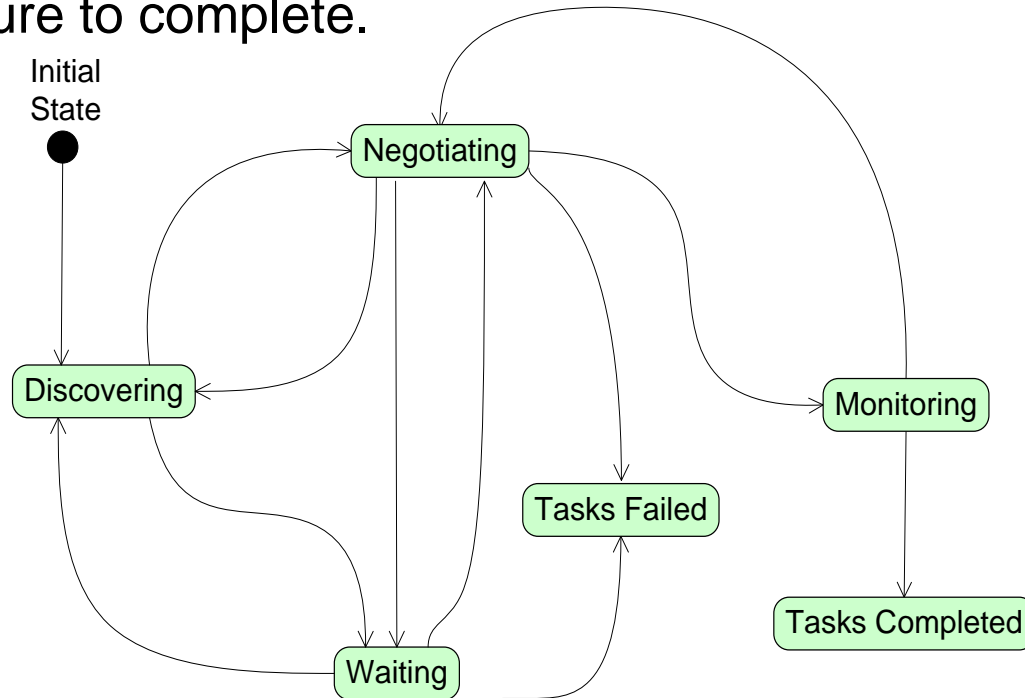 ure to complete.
Initial
State
Negotiating
Discovering
Monitoring
Tasks Failed
Tasks Completed
Waiting